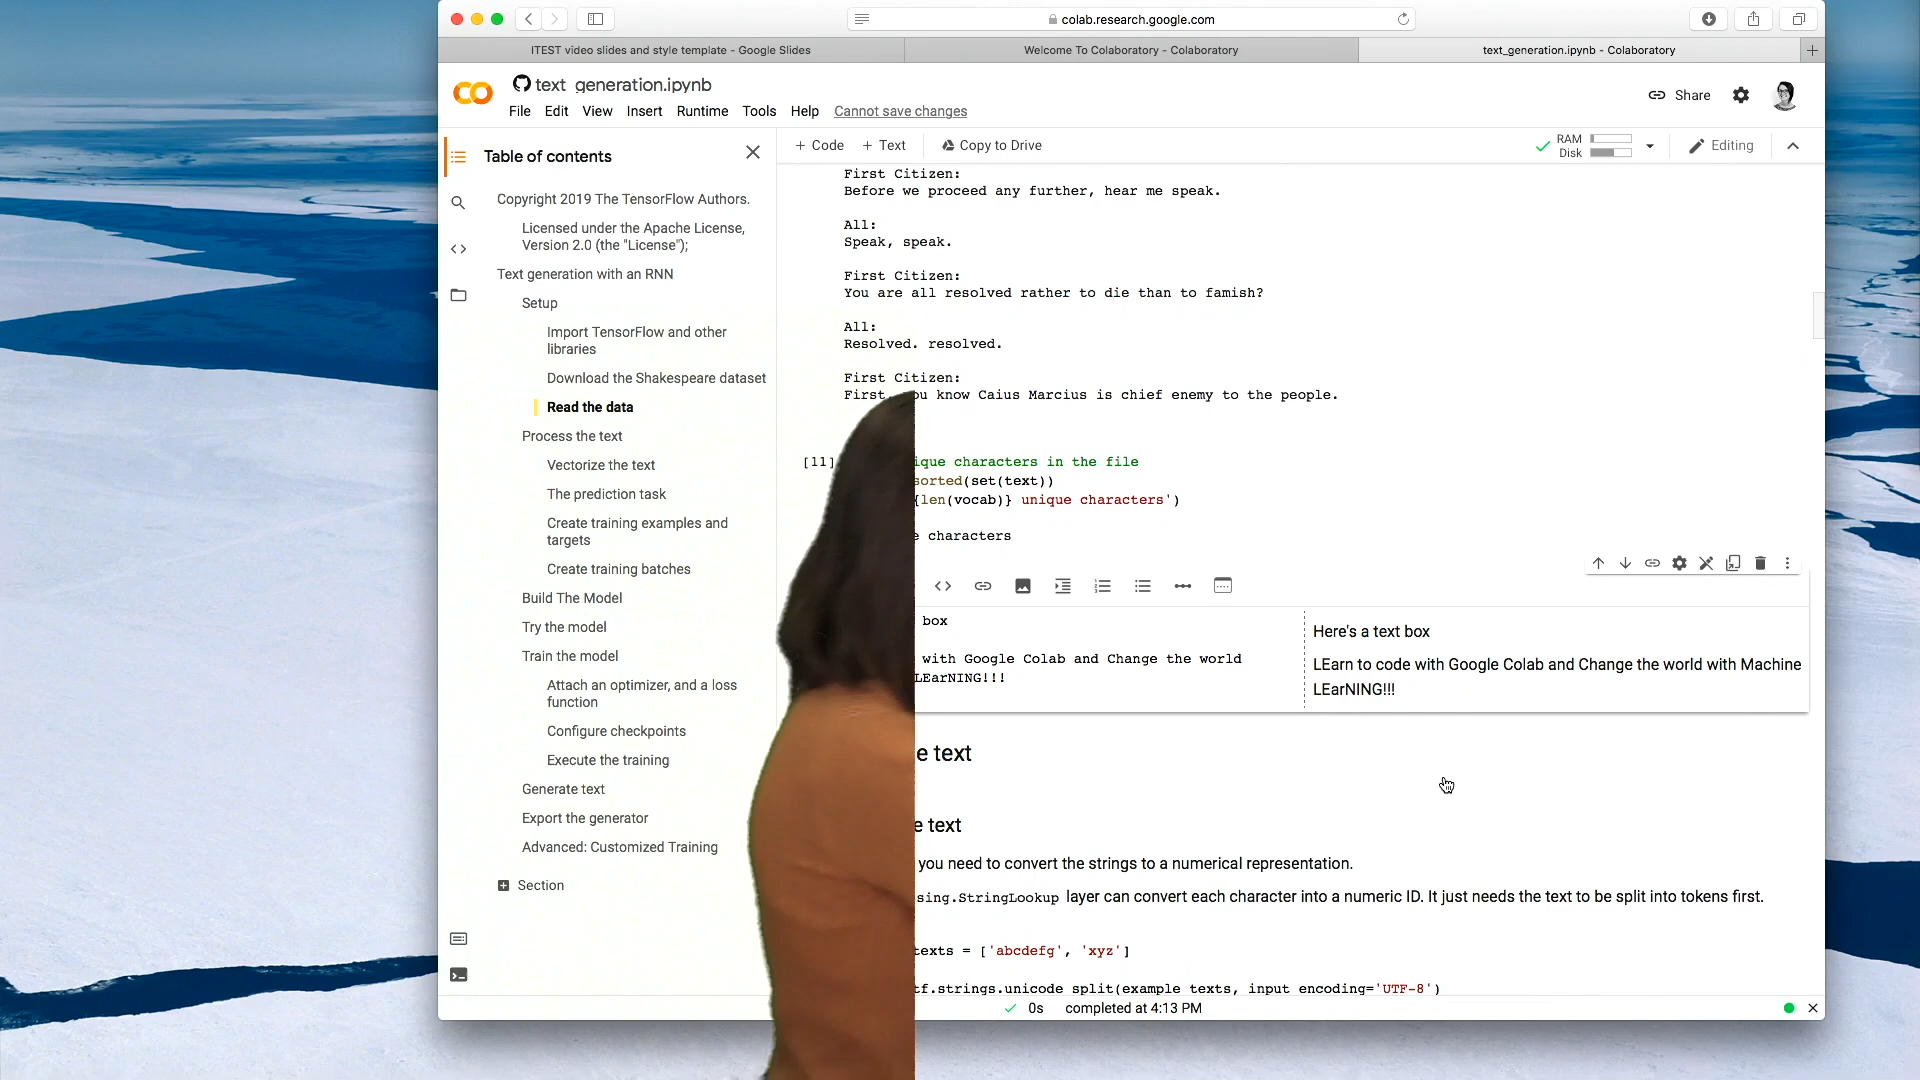 colab.research.google.com
ITEST video slides and style template - Google Slides
Welcome To Colaboratory - Colaboratory
text_generation.ipynb - Colaboratory
CO
text_generation.ipynb
File Edit View Insert Runtime Tools Help Cannot save changes
Share
Table of contents
+ Code + Text Copy to Drive
RAM
Disk
Editing
Copyright 2019 The TensorFlow Authors.
Licensed under the Apache License,
Version 2.0 (the "License");
Text generation with an RNN
Setup
Import TensorFlow and other
libraries
Download the Shakespeare dataset
Read the data
Process the text
Vectorize the text
The prediction task
Create training examples and
targets
Create training batches
Build The Model
Try the model
Train the model
Attach an optimizer, and a loss
function
Configure checkpoints
Execute the training
Generate text
Export the generator
Advanced: Customized Training
Section
First Citizen:
Before we proceed any further, hear me speak.
All:
Speak, speak.
First Citizen:
You are all resolved rather to die than to famish?
All:
Resolved. resolved.
First Citizen:
First, you know Caius Marcius is chief enemy to the people.
[11]
ique characters in the file
sorted(set(text))
{len(vocab)} unique characters')
e characters
box
with Google Colab and Change the world
LEarNING!!!
Here's a text box
LEarn to code with Google Colab and Change the world with Machine
LEarNING!!!
e text
e text
you need to convert the strings to a numerical representation.
sing.StringLookup layer can convert each character into a numeric ID. It just needs the text to be split into tokens first.
texts = ['abcdefg', 'xyz']
tf.strings.unicode_split(example_texts, input_encoding='UTF-8')
0s completed at 4:13 PM